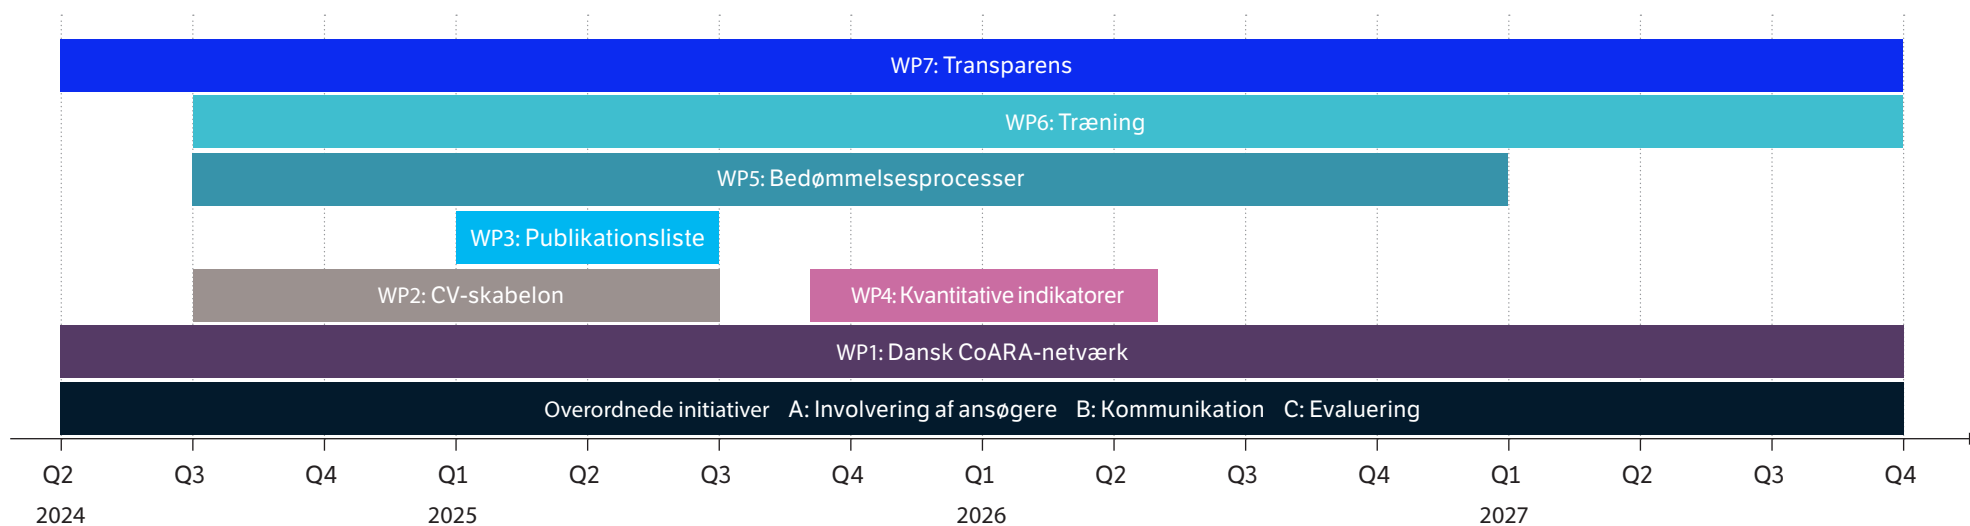 WP7: Transparens
WP6: Træning
WP5: Bedømmelsesprocesser
WP3: Publikationsliste
WP2: CV-skabelon
WP4: Kvantitative indikatorer
WP1: Dansk CoARA-netværk
Overordnede initiativer A: Involvering af ansøgere B: Kommunikation C: Evaluering
Q2 Q3 Q4 Q1 Q2 Q3 Q4 Q1 Q2 Q3 Q4 Q1 Q2 Q3 Q4
2024 2025 2026 2027